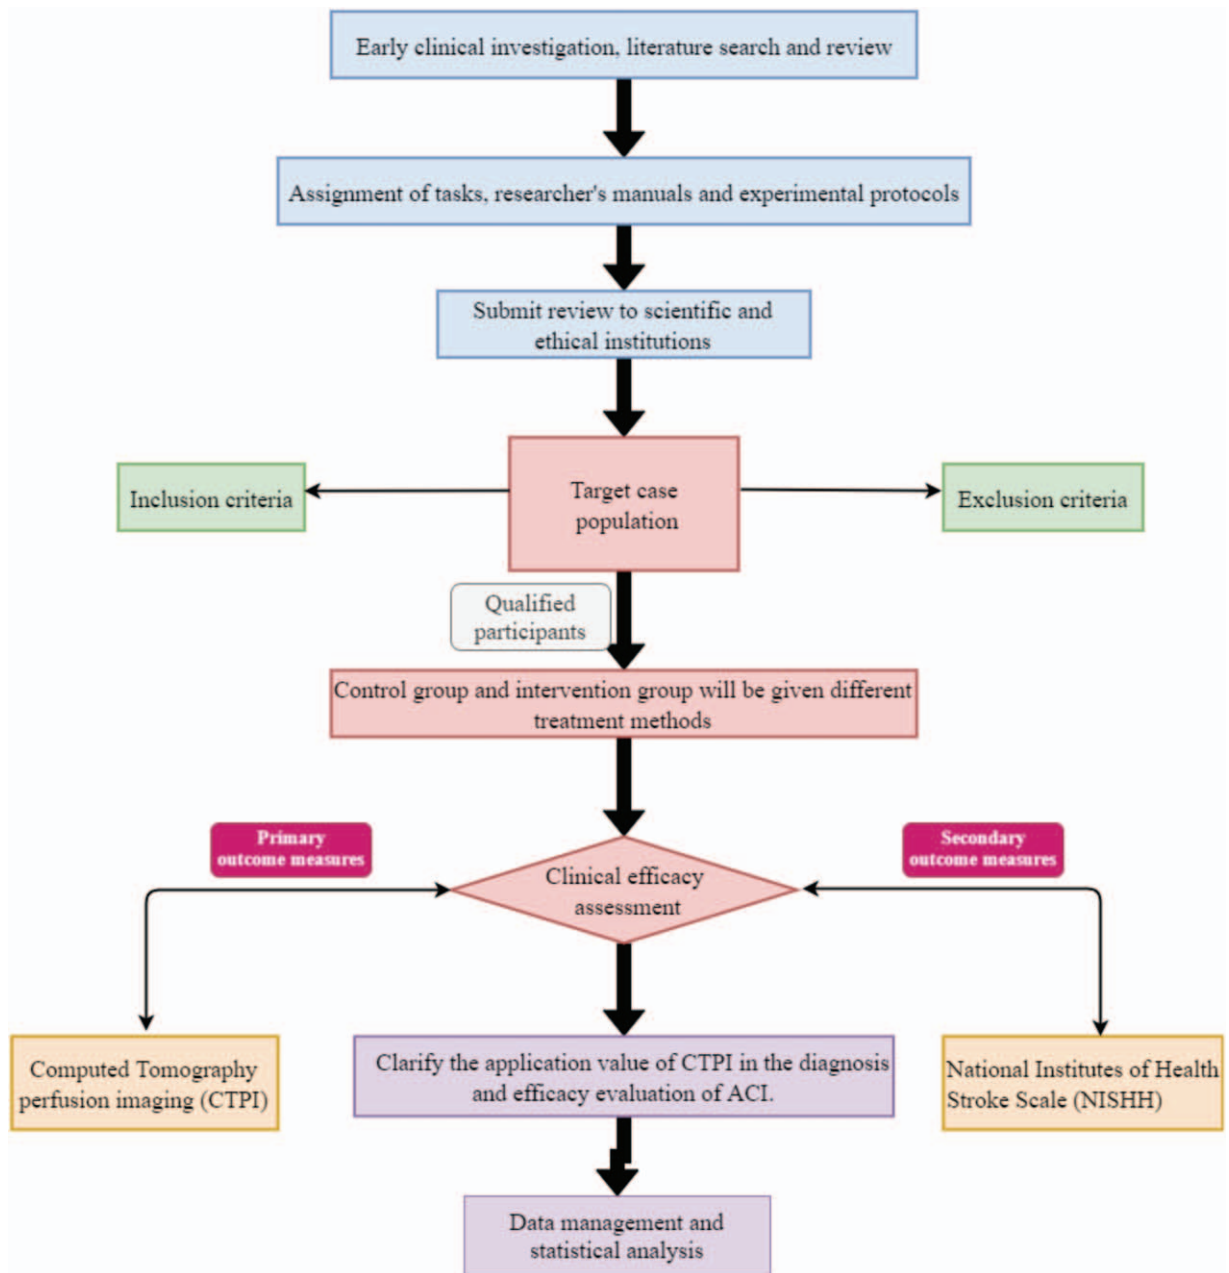 Early clinical investigation, literature search and review
Assignment of tasks, researcher's manuals and experimental protocols
Submit review to scientific and
ethical institutions
Inclusion criteria
Target case
population
Exclusion criteria
Qualified
participants
Control group and intervention group will be given different
treatment methods
Primary
outcome measures
Secondary
outcome measures
Clinical efficacy
assessment
Computed Tomography
perfusion imaging (CTPI)
Clarify the application value of CTPI in the diagnosis
and efficacy evaluation of ACI.
National Institutes of Health
Stroke Scale (NISHH)
Data management and
statistical analysis